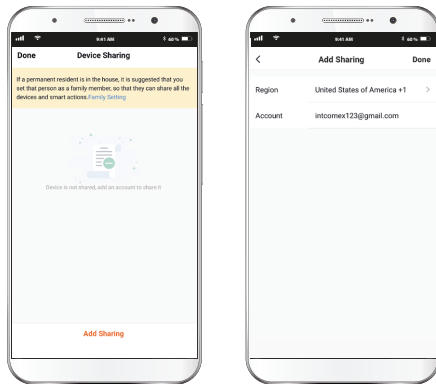 9:41 AM
60%
Done
Device Sharing
If a permanent resident is in the house, it is suggested that you
set that person as a family member, so that they can share all the
devices and smart actions.Family Setting
Device is not shared, add an account to share it
Add Sharing
9:41 AM
60%
Add Sharing
Done
Region
United States of America +1
Account
intcomex123@gmail.com